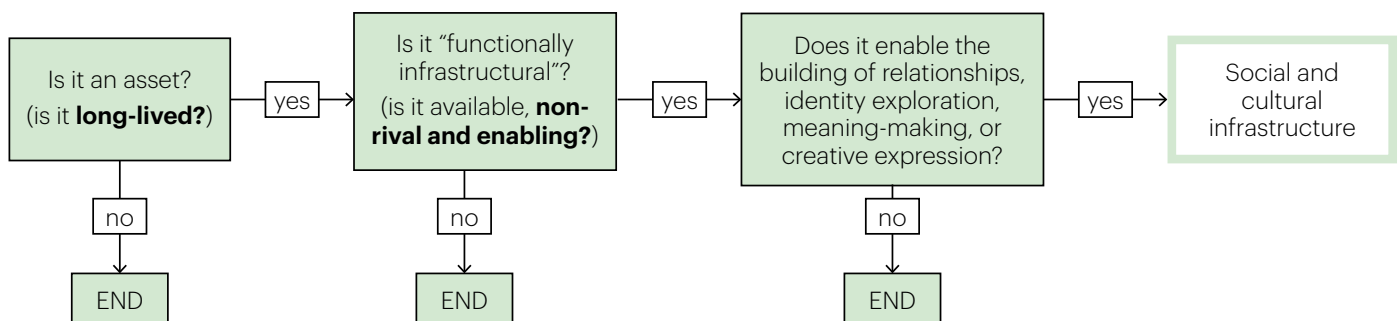 Is it an asset?
(is it long-lived?)
yes
no
END
Is it “functionally
infrastructural”?
(is it available, non-
rival and enabling?)
yes
no
END
Does it enable the
building of relationships,
identity exploration,
meaning-making, or
creative expression?
yes
no
END
Social and
cultural
infrastructure